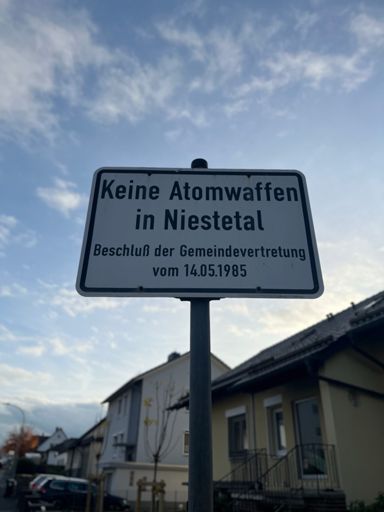 Keine Atomwaffen
in Niestetal
Beschluß der Gemeindevertretung
vom 14.05.1985